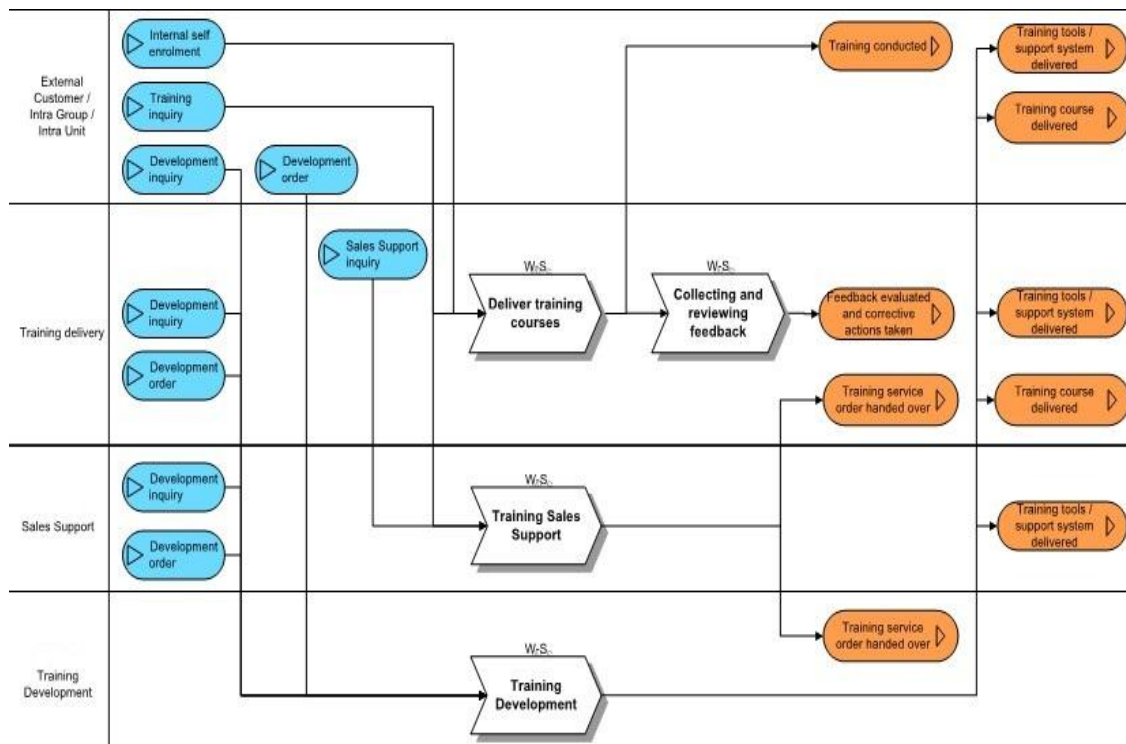 External
Customer /
Intra Group /
Intra Unit
Internal self
enrolment
Training
inquiry
Development
inquiry
Development
order
Training conducted
Training tools /
support system
delivered
Training course
delivered
Training delivery
Sales Support
inquiry
Development
inquiry
Development
order
Deliver training
courses
Collecting and
reviewing
feedback
Feedback evaluated
and corrective
actions taken
Training service
order handed over
Training tools /
support system
delivered
Training course
delivered
Sales Support
Development
inquiry
Development
order
Training Sales
Support
Training tools /
support system
delivered
Training
Development
Training
Development
Training service
order handed over